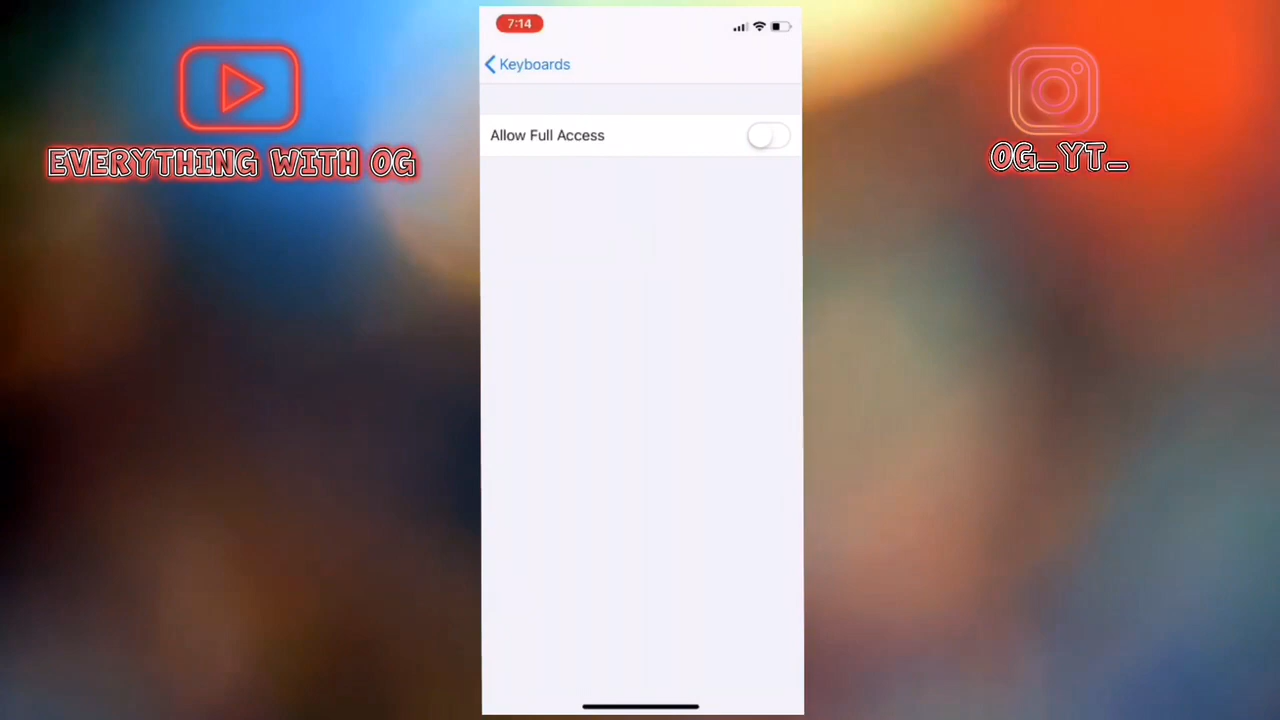 7:14
Keyboards
Allow Full Access
EVERYTHING WITH OG
OG_YT_